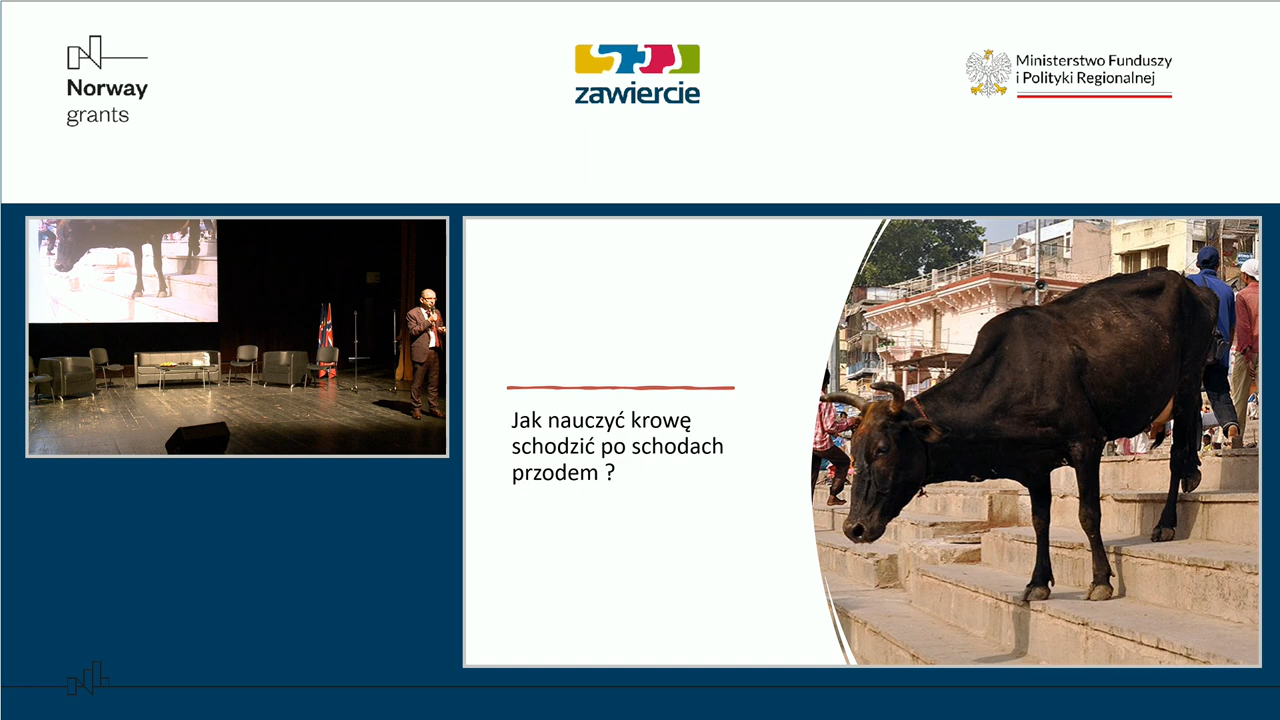 Norway
grants
zawiercie
Ministerstwo Funduszy
i Polityki Regionalnej
Jak nauczyć krowę
schodzić po schodach
przodem ?